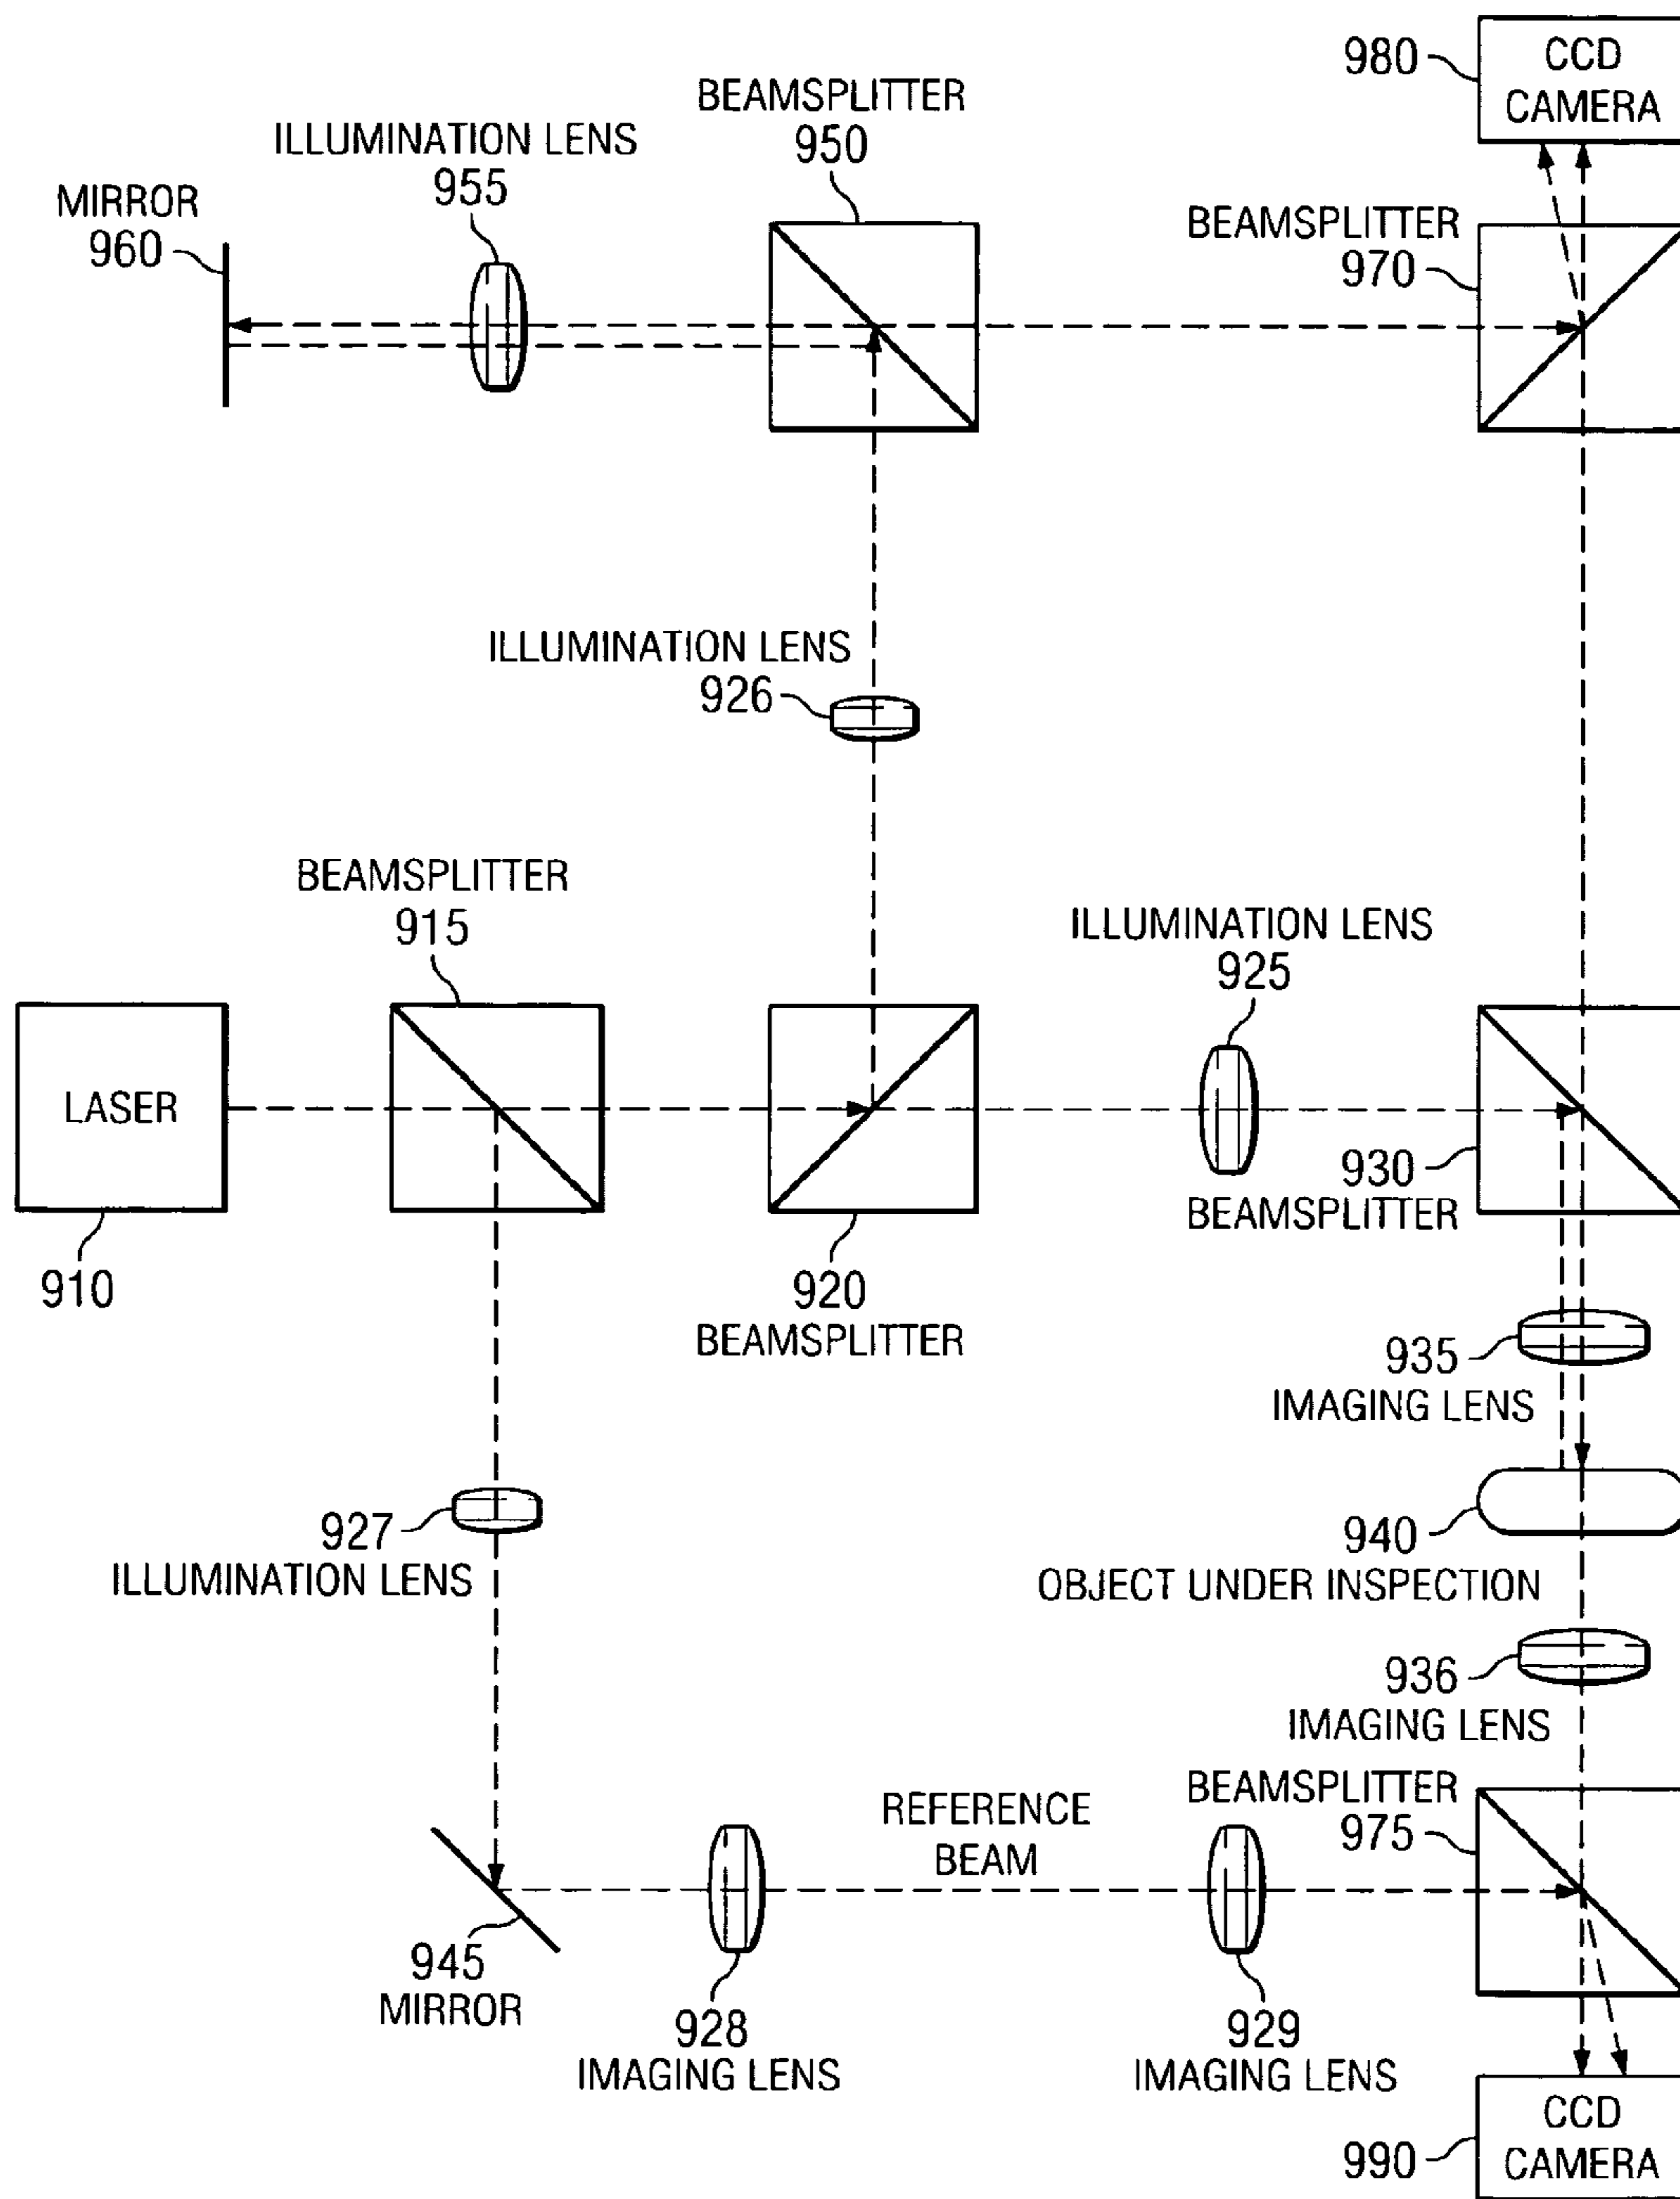 980
CCD
CAMERA
BEAMSPLITTER
950
ILLUMINATION LENS
955
MIRROR
960
BEAMSPLITTER
970
ILLUMINATION LENS
926
BEAMSPLITTER
915
ILLUMINATION LENS
925
LASER
910
920
BEAMSPLITTER
930
BEAMSPLITTER
935
IMAGING LENS
927
ILLUMINATION LENS
940
OBJECT UNDER INSPECTION
936
IMAGING LENS
BEAMSPLITTER
975
REFERENCE
BEAM
945
MIRROR
928
IMAGING LENS
929
IMAGING LENS
990
CCD
CAMERA